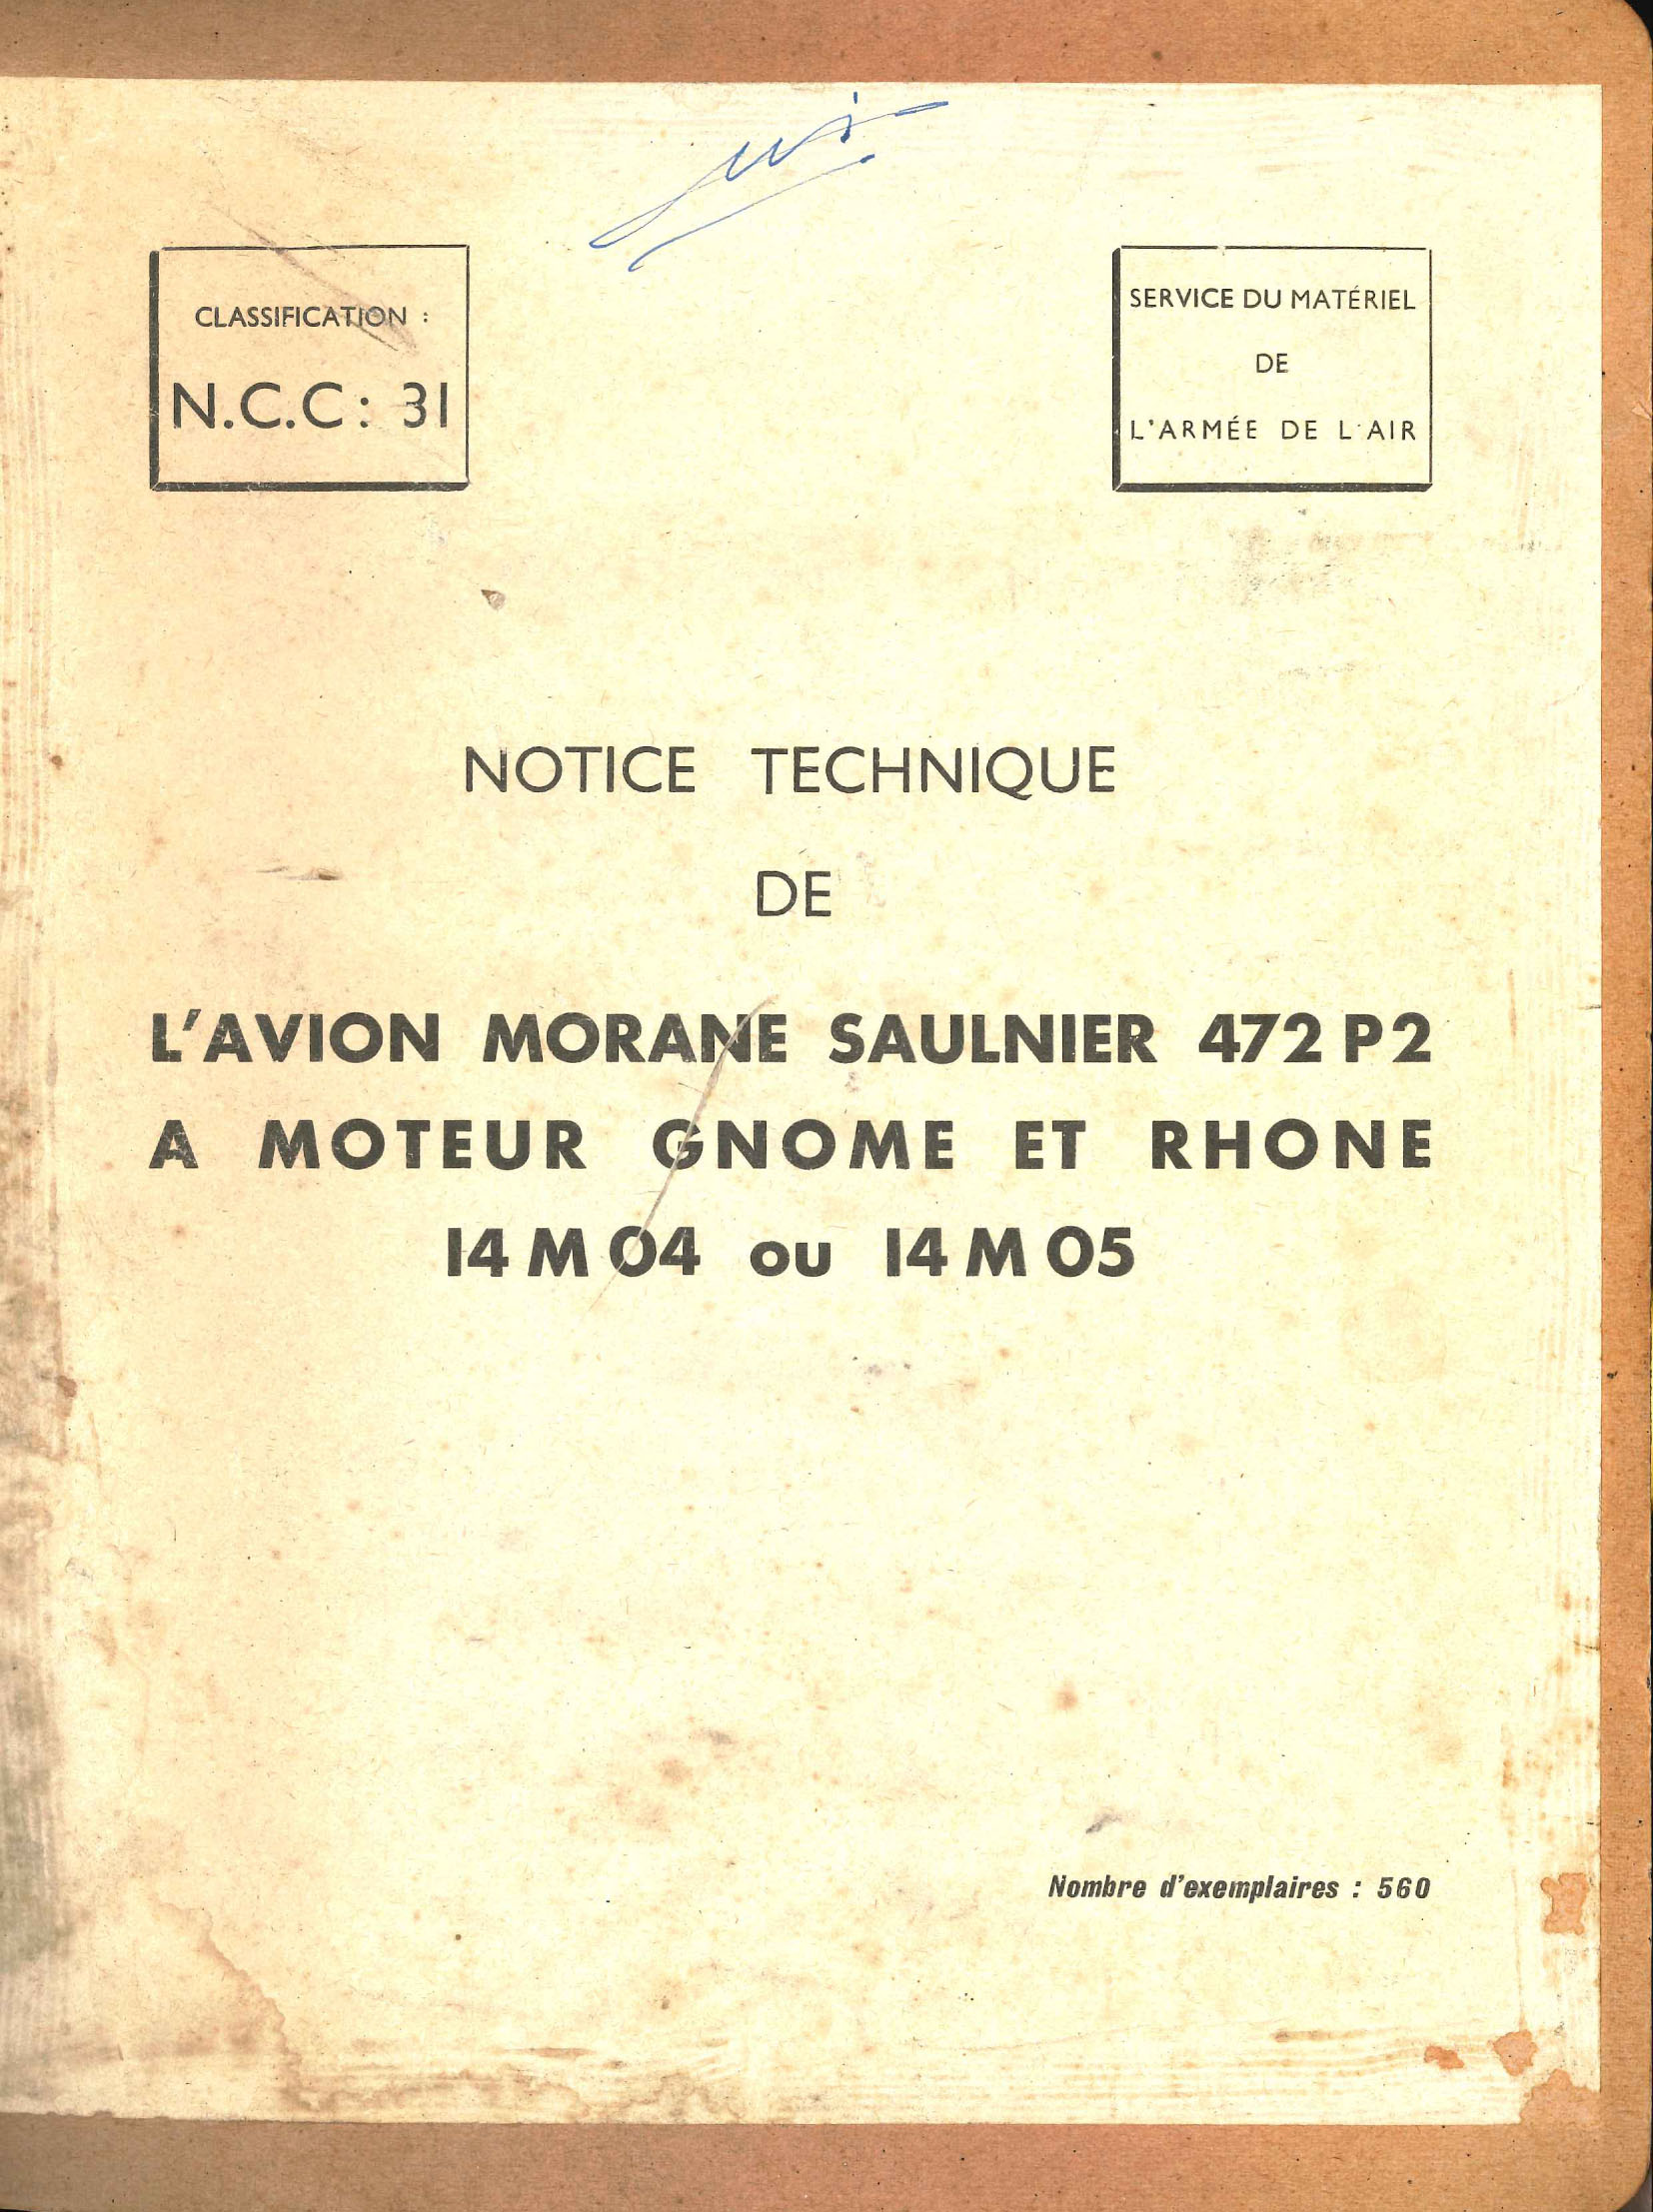 CLASSIFICATION :
N.C.C : 31
SERVICE DU MATÉRIEL
DE
L'ARMÉE DE L'AIR
NOTICE TECHNIQUE
DE
L'AVION MORANE SAULNIER 472 P2
A MOTEUR GNOME ET RHONE
14 M 04 ou 14 M 05
Nombre d'exemplaires : 560